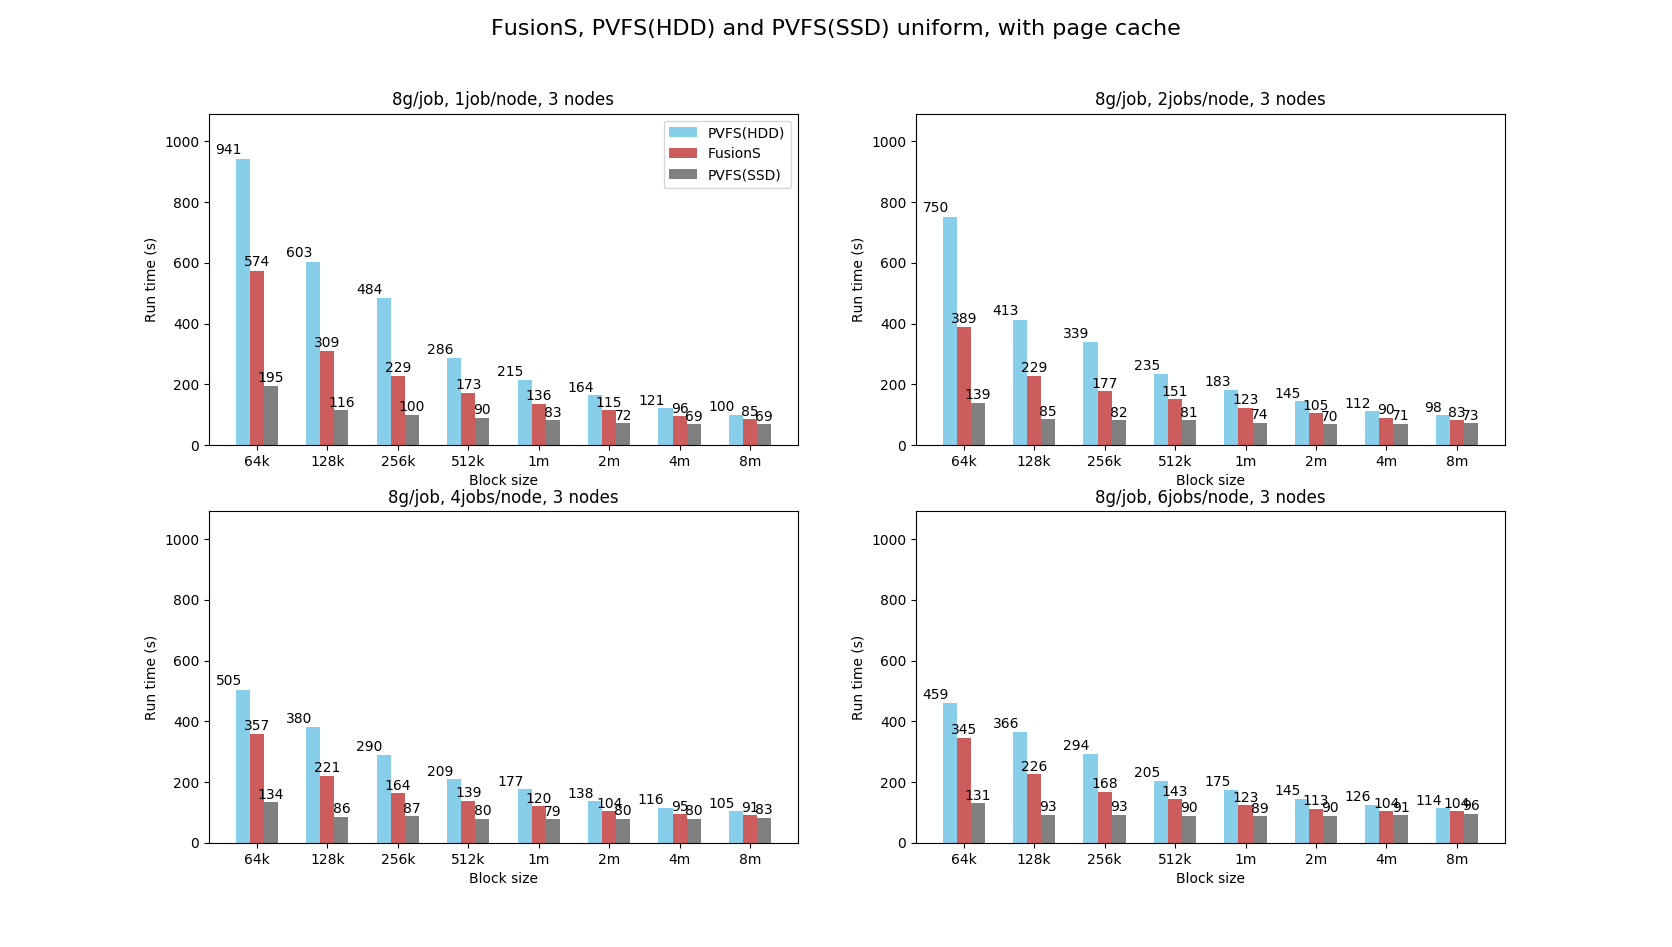 FusionS, PVFS(HDD) and PVFS(SSD) uniform, with page cache
8g/job, 1job/node, 3 nodes
Run time (s)
1000
800
600
400
200
0
PVFS(HDD)
FusionS
PVFS(SSD)
941 574 195
603 309 116
484 229 100
286 173 90
215 136 83
164 115 72
121 96 69
100 85 69
64k 128k 256k 512k 1m 2m 4m 8m
Block size
8g/job, 2jobs/node, 3 nodes
Run time (s)
1000
800
600
400
200
0
750 389 139
413 229 85
339 177 82
235 151 81
183 123 74
145 105 70
112 90 71
98 83 73
64k 128k 256k 512k 1m 2m 4m 8m
Block size
8g/job, 4jobs/node, 3 nodes
Run time (s)
1000
800
600
400
200
0
505 357 134
380 221 86
290 164 87
209 139 80
177 120 79
138 104 80
116 95 80
105 91 83
64k 128k 256k 512k 1m 2m 4m 8m
Block size
8g/job, 6jobs/node, 3 nodes
Run time (s)
1000
800
600
400
200
0
459 345 131
366 226 93
294 168 93
205 143 90
175 123 89
145 113 90
126 104 91
114 104 96
64k 128k 256k 512k 1m 2m 4m 8m
Block size